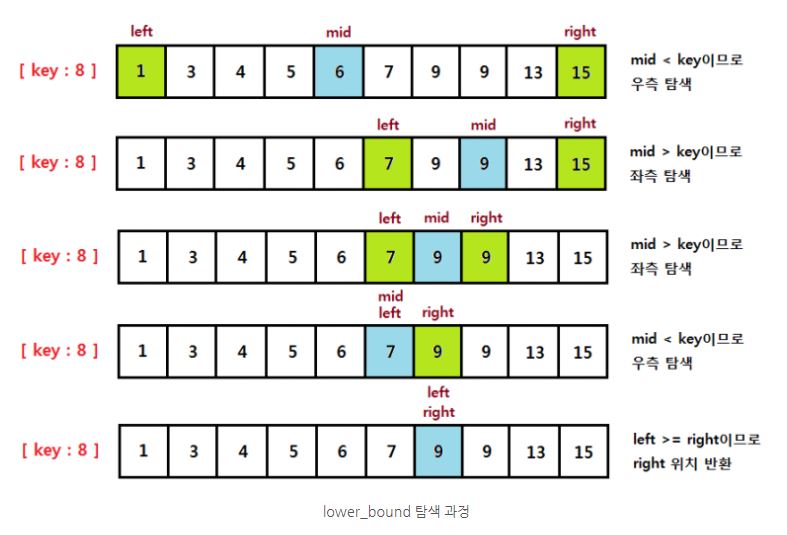 left mid right
[ key : 8 ] 1 3 4 5 6 7 9 9 13 15 mid < key이므로
우측 탐색
left mid right
[ key : 8 ] 1 3 4 5 6 7 9 9 13 15 mid > key이므로
좌측 탐색
left mid right
[ key : 8 ] 1 3 4 5 6 7 9 9 13 15 mid > key이므로
좌측 탐색
mid
left right
[ key : 8 ] 1 3 4 5 6 7 9 9 13 15 mid < key이므로
우측 탐색
left
right
[ key : 8 ] 1 3 4 5 6 7 9 9 13 15 left >= right이므로
right 위치 반환
lower_bound 탐색 과정